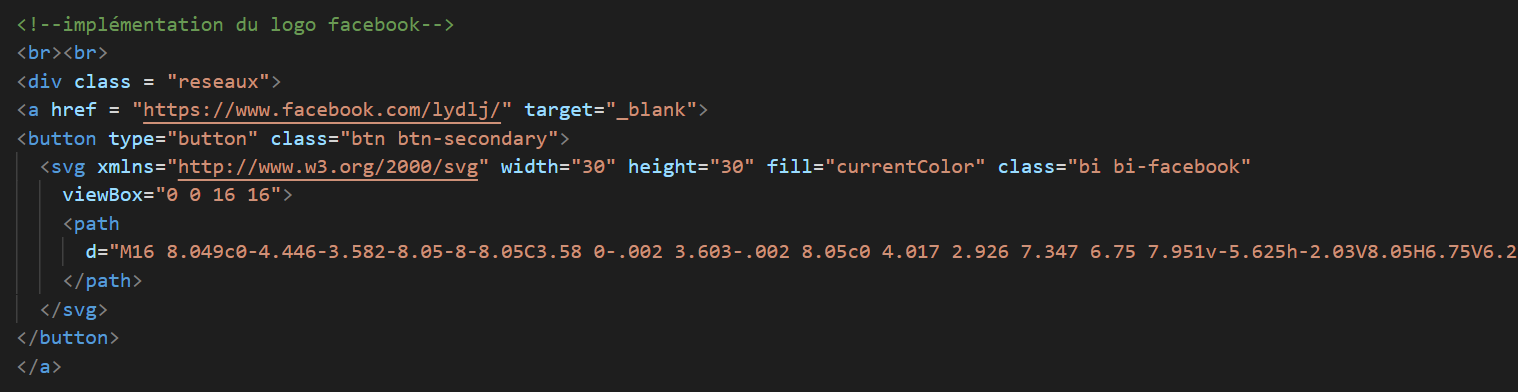 <!--implémentation du logo facebook-->
<br><br>
<div class = "reseaux">
<a href = "https://www.facebook.com/lydlj/" target="_blank">
<button type="button" class="btn btn-secondary">
<svg xmlns="http://www.w3.org/2000/svg" width="30" height="30" fill="currentColor" class="bi bi-facebook"
viewBox="0 0 16 16">
<path
d="M16 8.049c0-4.446-3.582-8.05-8-8.05C3.58 0-.002 3.603-.002 8.05c0 4.017 2.926 7.347 6.75 7.951v-5.625h-2.03V8.05H6.75V6.2
</path>
</svg>
</button>
</a>